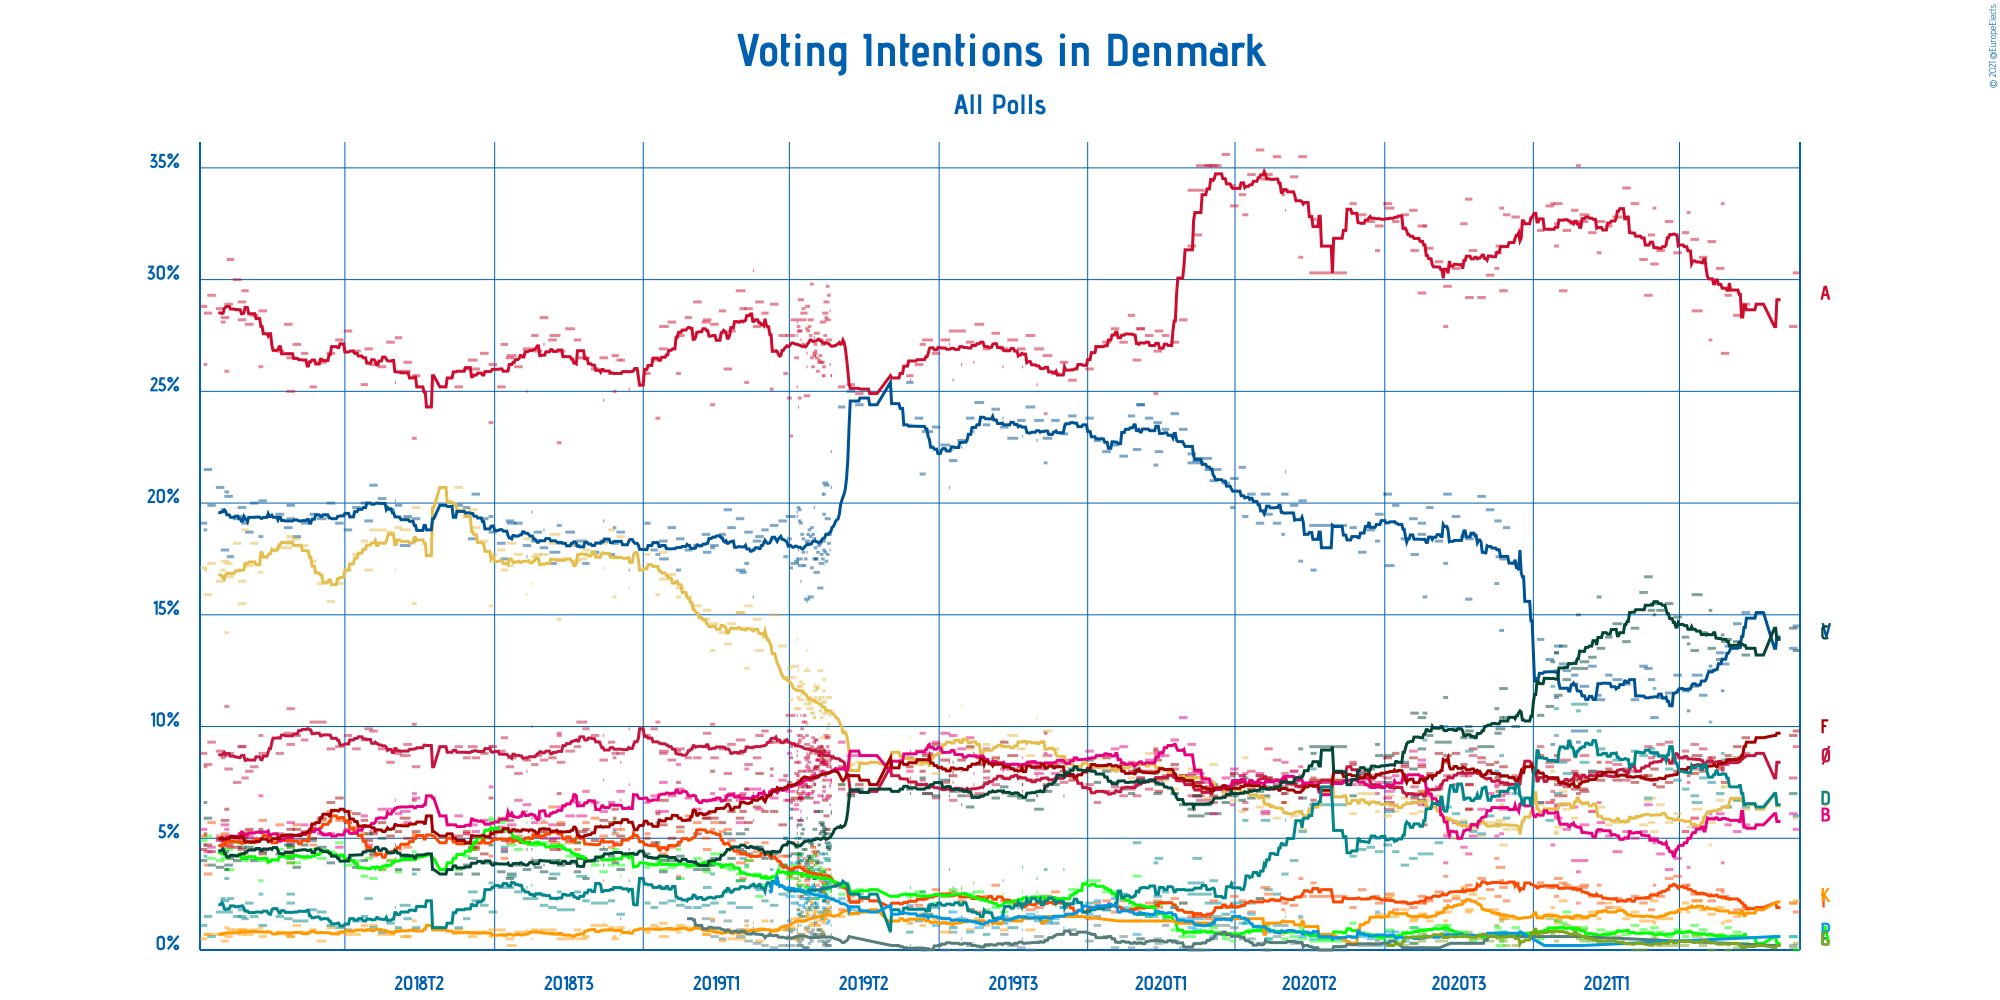 Voting Intentions in Denmark
All Polls
© 2021 @EuropeElects
35%
30%
25%
20%
15%
10%
5%
0%
A
V
C
F
Ø
D
B
K
2018T2 2018T3 2019T1 2019T2 2019T3 2020T1 2020T2 2020T3 2021T1